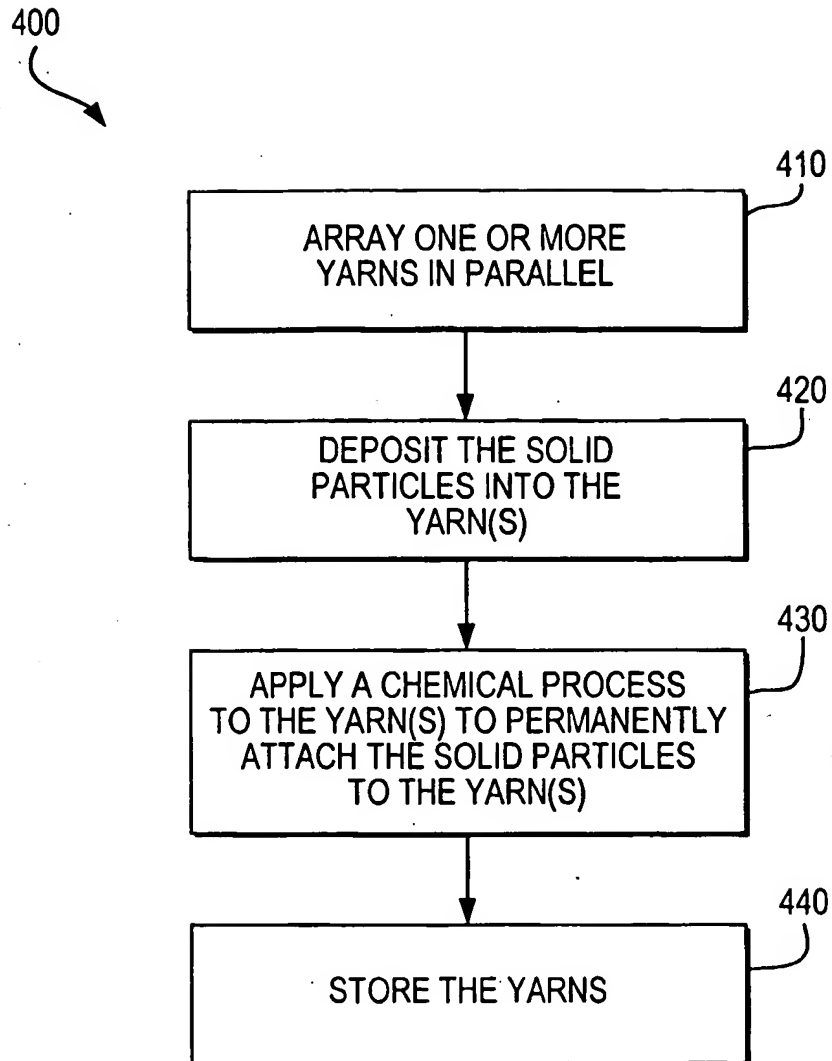 400
410
ARRAY ONE OR MORE
YARNS IN PARALLEL
420
DEPOSIT THE SOLID
PARTICLES INTO THE
YARN(S)
430
APPLY A CHEMICAL PROCESS
TO THE YARN(S) TO PERMANENTLY
ATTACH THE SOLID PARTICLES
TO THE YARN(S)
440
STORE THE YARNS